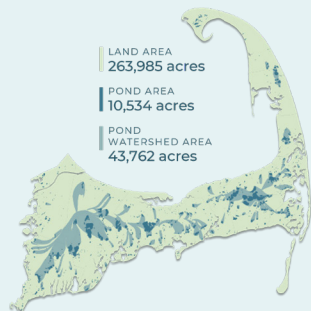 LAND AREA
263,985 acres
POND AREA
10,534 acres
POND
WATERSHED AREA
43,762 acres